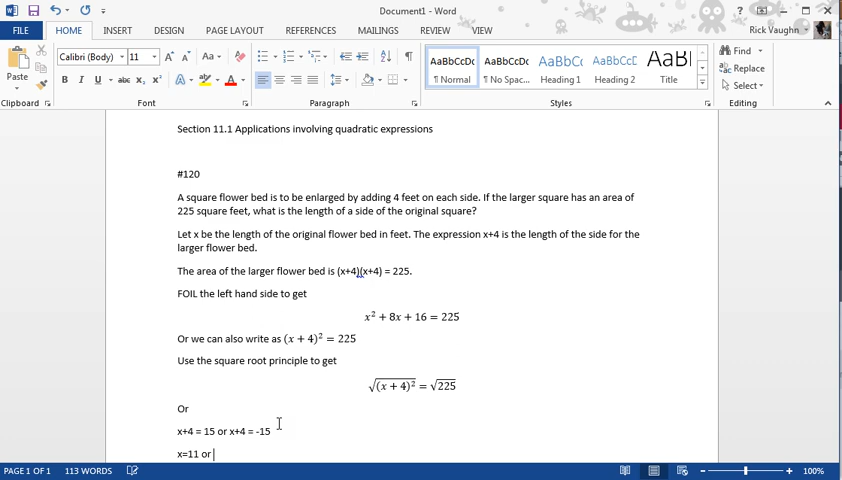 Document1 - Word
FILE HOME INSERT DESIGN PAGE LAYOUT REFERENCES MAILINGS REVIEW VIEW Rick Vaughn
Paste
Calibri (Body) 11
Clipboard Font Paragraph Styles Editing
AaBbCcDc AaBbCcDc AaBbC AaBbCc AaBl
¶ Normal ¶ No Spac... Heading 1 Heading 2 Title
Find
Replace
Select
Section 11.1 Applications involving quadratic expressions
#120
A square flower bed is to be enlarged by adding 4 feet on each side. If the larger square has an area of
225 square feet, what is the length of a side of the original square?
Let x be the length of the original flower bed in feet. The expression x+4 is the length of the side for the
larger flower bed.
The area of the larger flower bed is (x+4)(x+4) = 225.
FOIL the left hand side to get
x² + 8x + 16 = 225
Or we can also write as (x + 4)² = 225
Use the square root principle to get
√(x + 4)² = √225
Or
x+4 = 15 or x+4 = -15
x=11 or
PAGE 1 OF 1 113 WORDS 100%